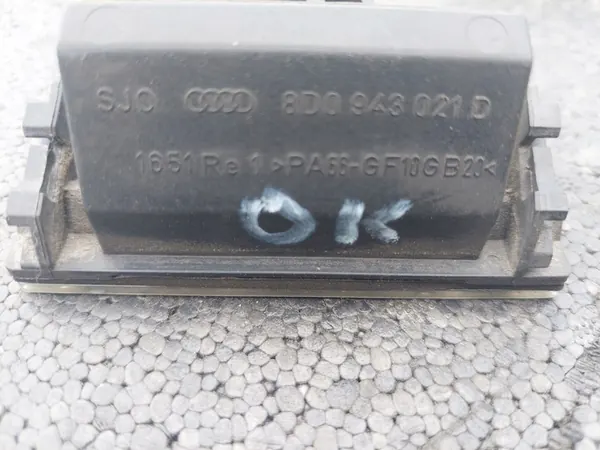 SJC 8D0 943 021 D
1651 Re 1 >PA66-GF10GB20<
OK